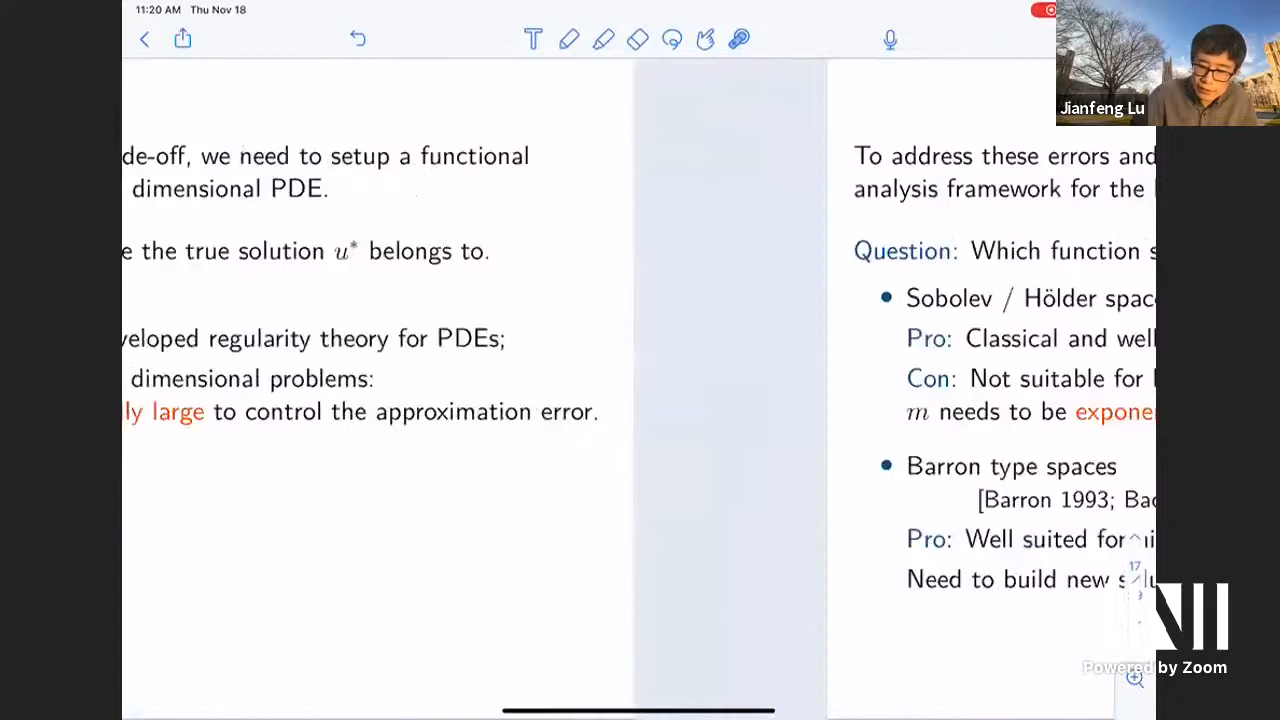 11:20 AM Thu Nov 18
Jianfeng Lu
de-off, we need to setup a functional
dimensional PDE.
e the true solution u* belongs to.
veloped regularity theory for PDEs;
dimensional problems:
ly large to control the approximation error.
To address these errors and
analysis framework for the
Question: Which function s
• Sobolev / Hölder spac
Pro: Classical and well
Con: Not suitable for
m needs to be expone
• Barron type spaces
[Barron 1993; Bac
Pro: Well suited for
Need to build new
17
Powered by Zoom